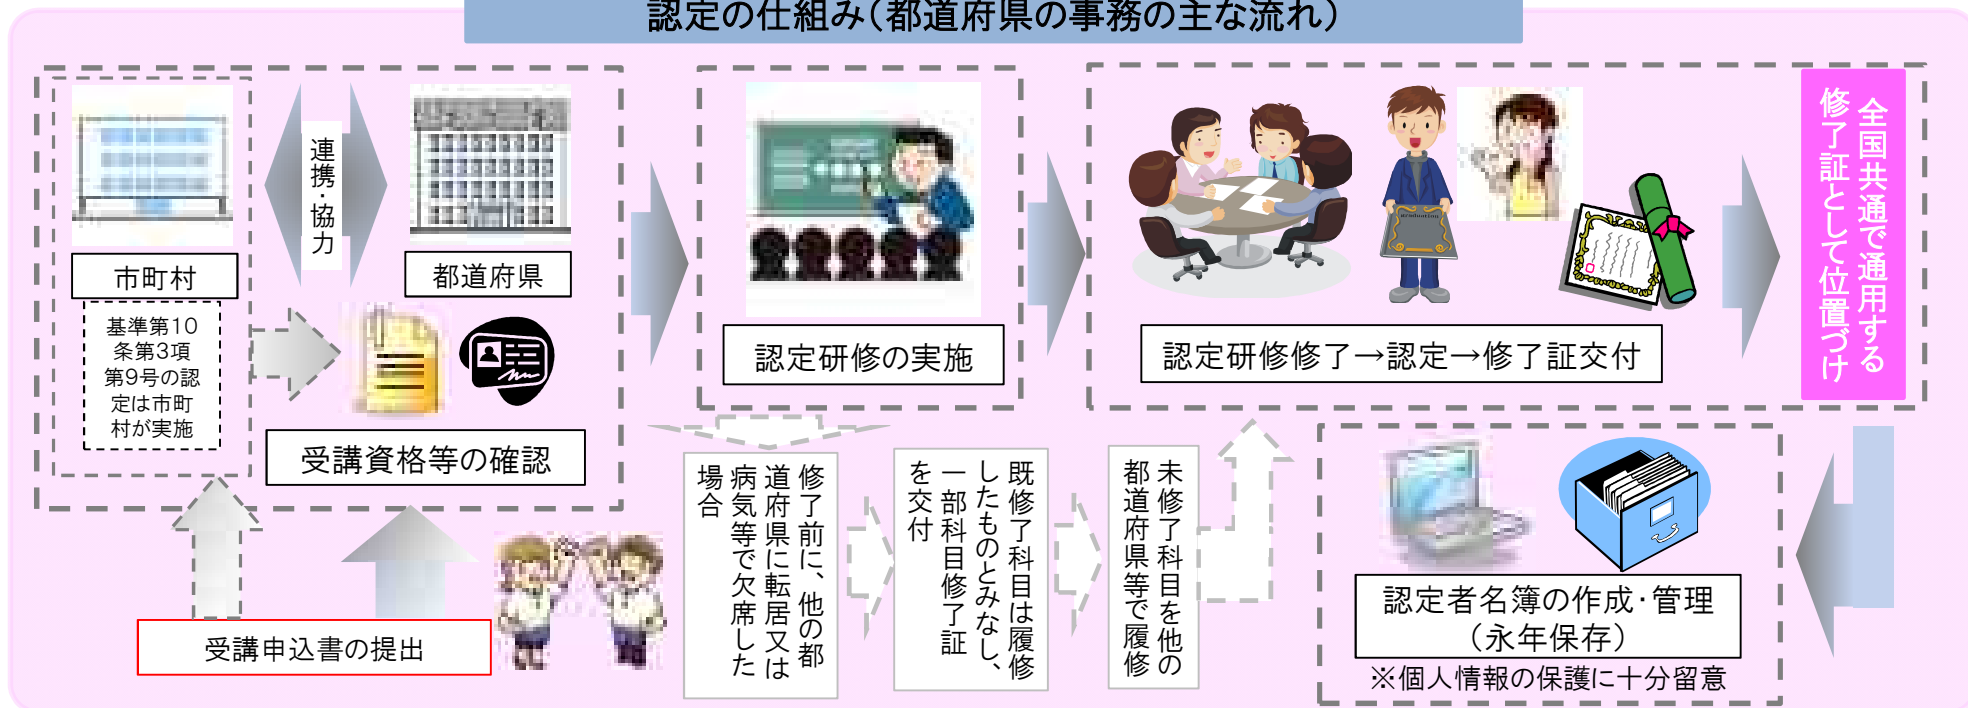 認定の仕組み(都道府県の事務の主な流れ)
市町村
連携・協力
都道府県
基準第10
条第3項
第9号の認
定は市町
村が実施
受講資格等の確認
受講申込書の提出
認定研修の実施
認定研修修了→認定→修了証交付
全国共通で通用する
修了証として位置づけ
修了前に、他の都
道府県に転居又は
病気等で欠席した
場合
既修了科目は履修
したものとみなし、
一部科目修了証
を交付
未修了科目を他の
都道府県等で履修
認定者名簿の作成・管理
(永年保存)
※個人情報の保護に十分留意